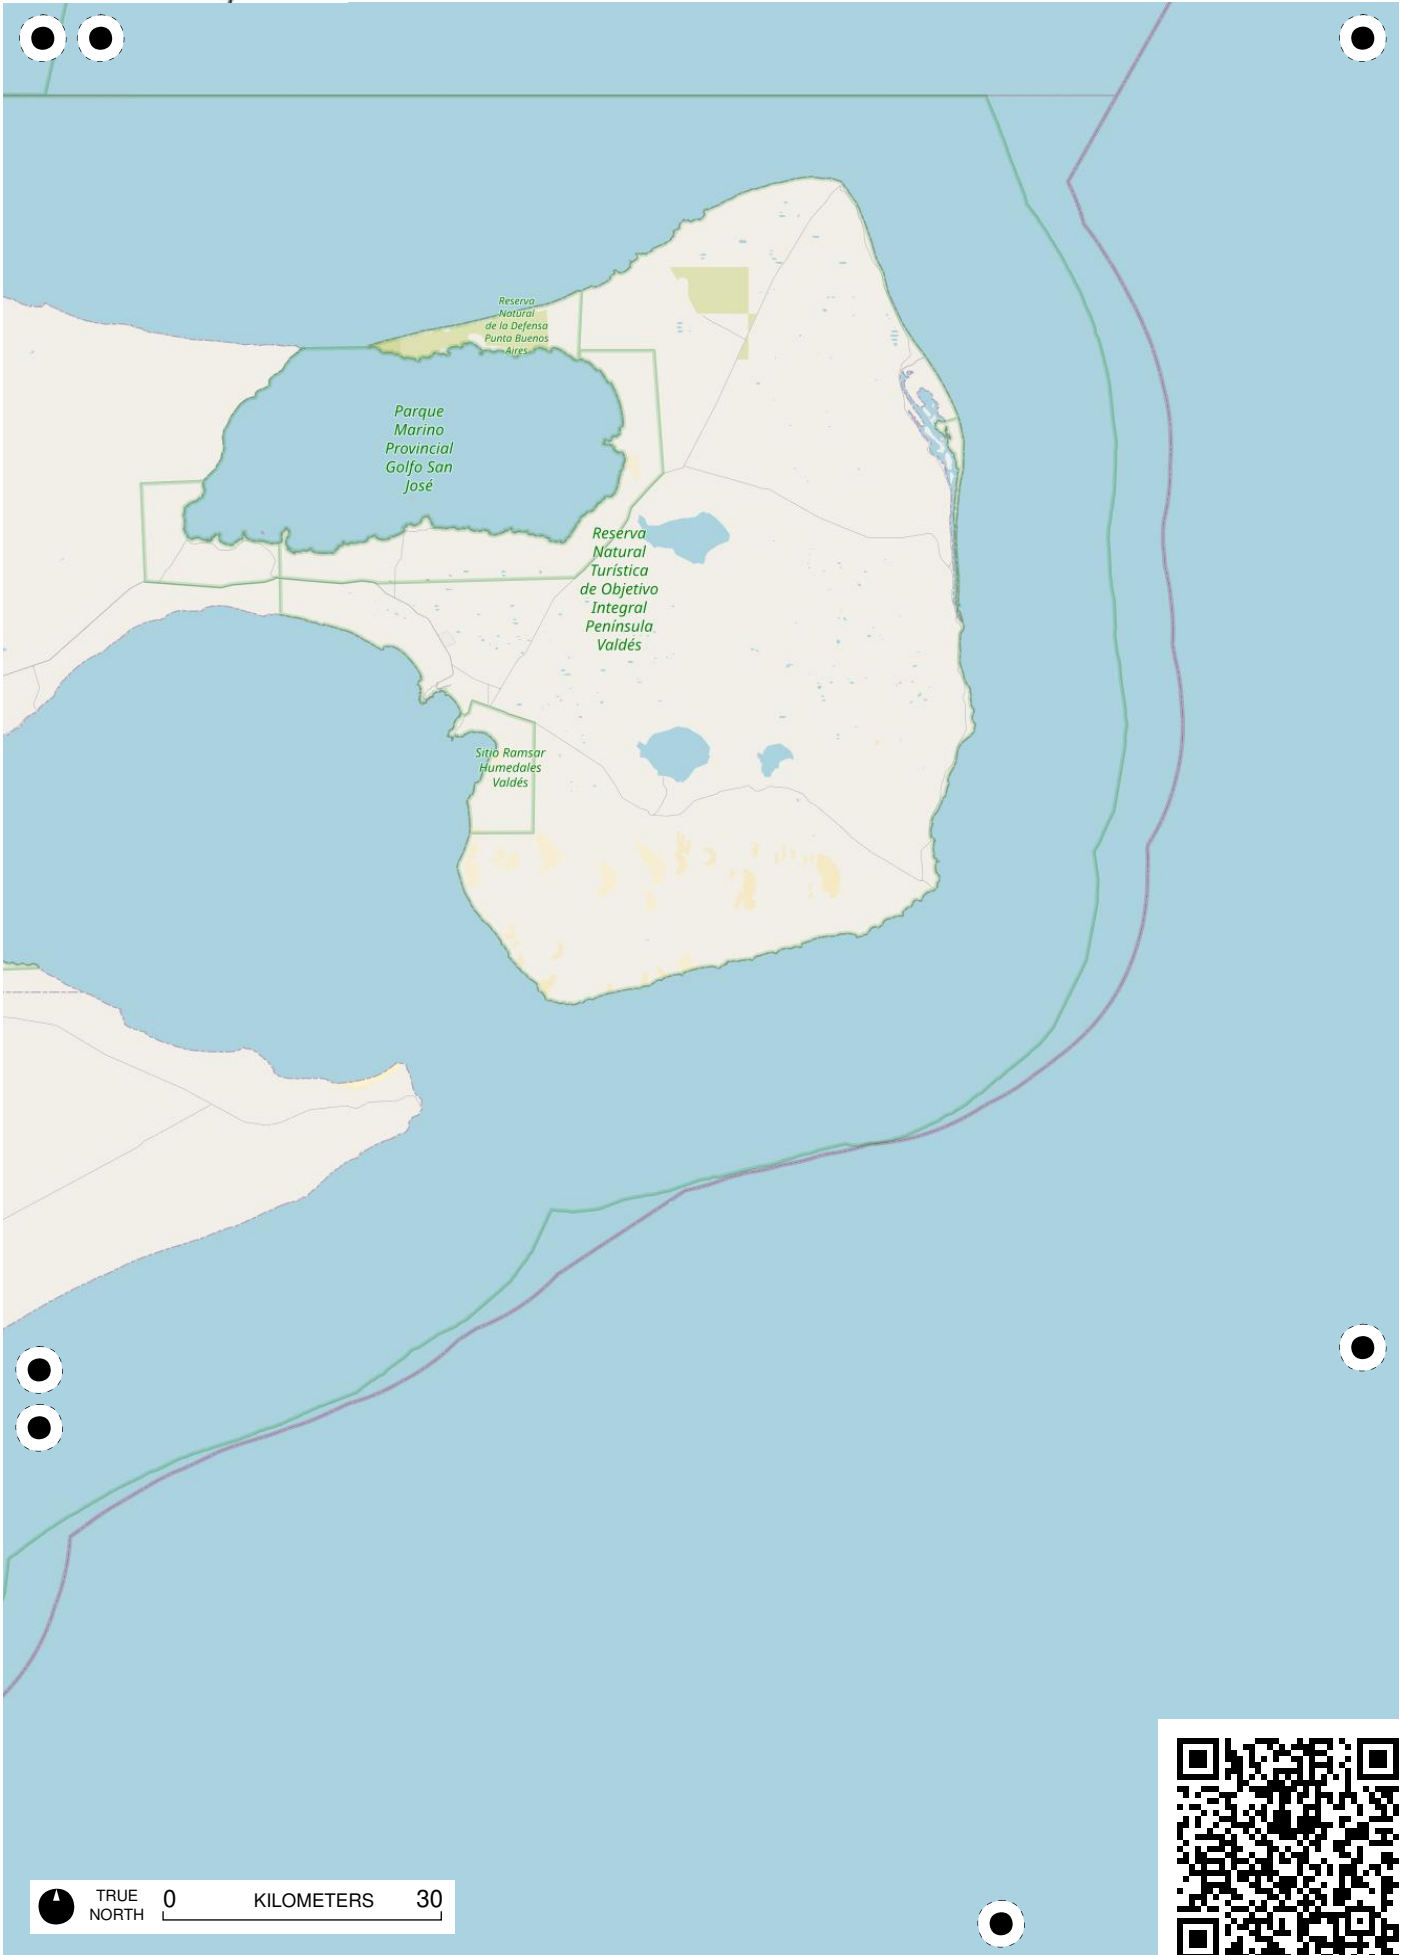 Reserva
Natural
de la Defensa
Punta Buenos
Aires
Parque
Marino
Provincial
Golfo San
José
Reserva
Natural
Turística
de Objetivo
Integral
Península
Valdés
Sitio Ramsar
Humedales
Valdés
TRUE
NORTH
0 KILOMETERS 30